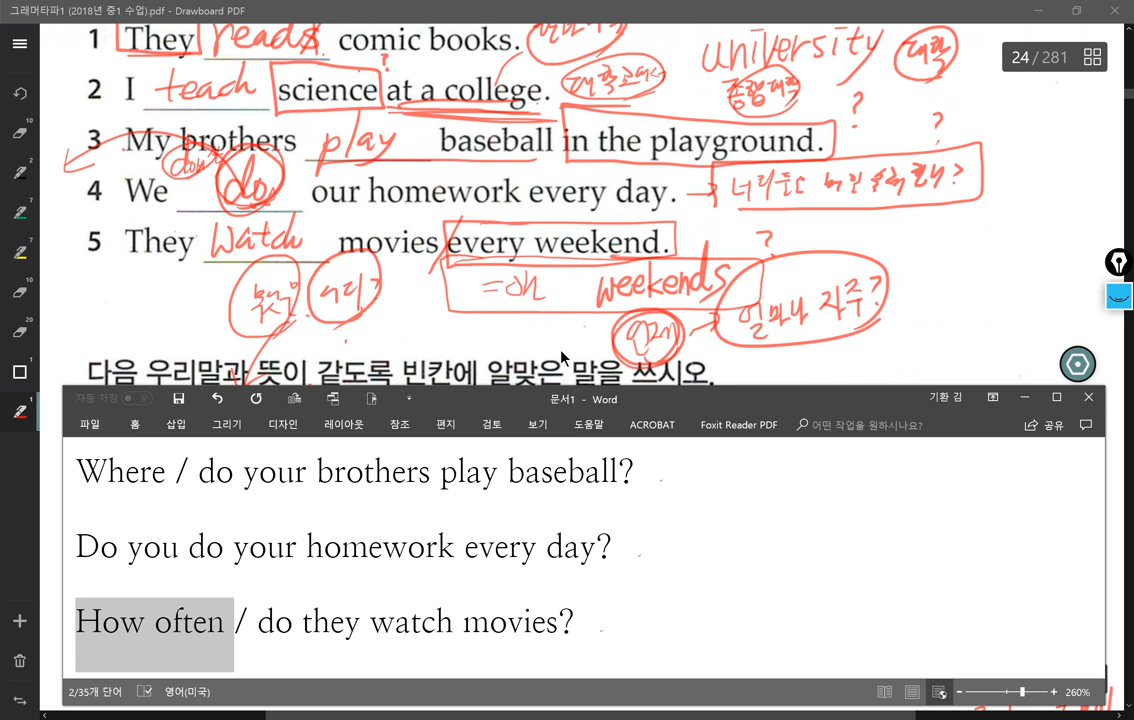 그래머타파1 (2018년 중1 수업).pdf - Drawboard PDF
24 / 281
1 They reads comic books.
university 대학
종합대학
2 I teach science at a college. 대학교에서
3 My brothers play baseball in the playground.
don't
4 We do our homework every day. → 너희들은 ?
5 They watch movies every weekend.
무엇 거리?
= on weekends
언제 → 얼마나 자주?
다음 우리말과 뜻이 같도록 빈칸에 알맞은 말을 쓰시오.
자동 저장 문서1 - Word 기환 김
파일 홈 삽입 그리기 디자인 레이아웃 참조 편지 검토 보기 도움말 ACROBAT Foxit Reader PDF 어떤 작업을 원하시나요? 공유
Where / do your brothers play baseball?
Do you do your homework every day?
How often / do they watch movies?
2/35개 단어 영어(미국) 260%